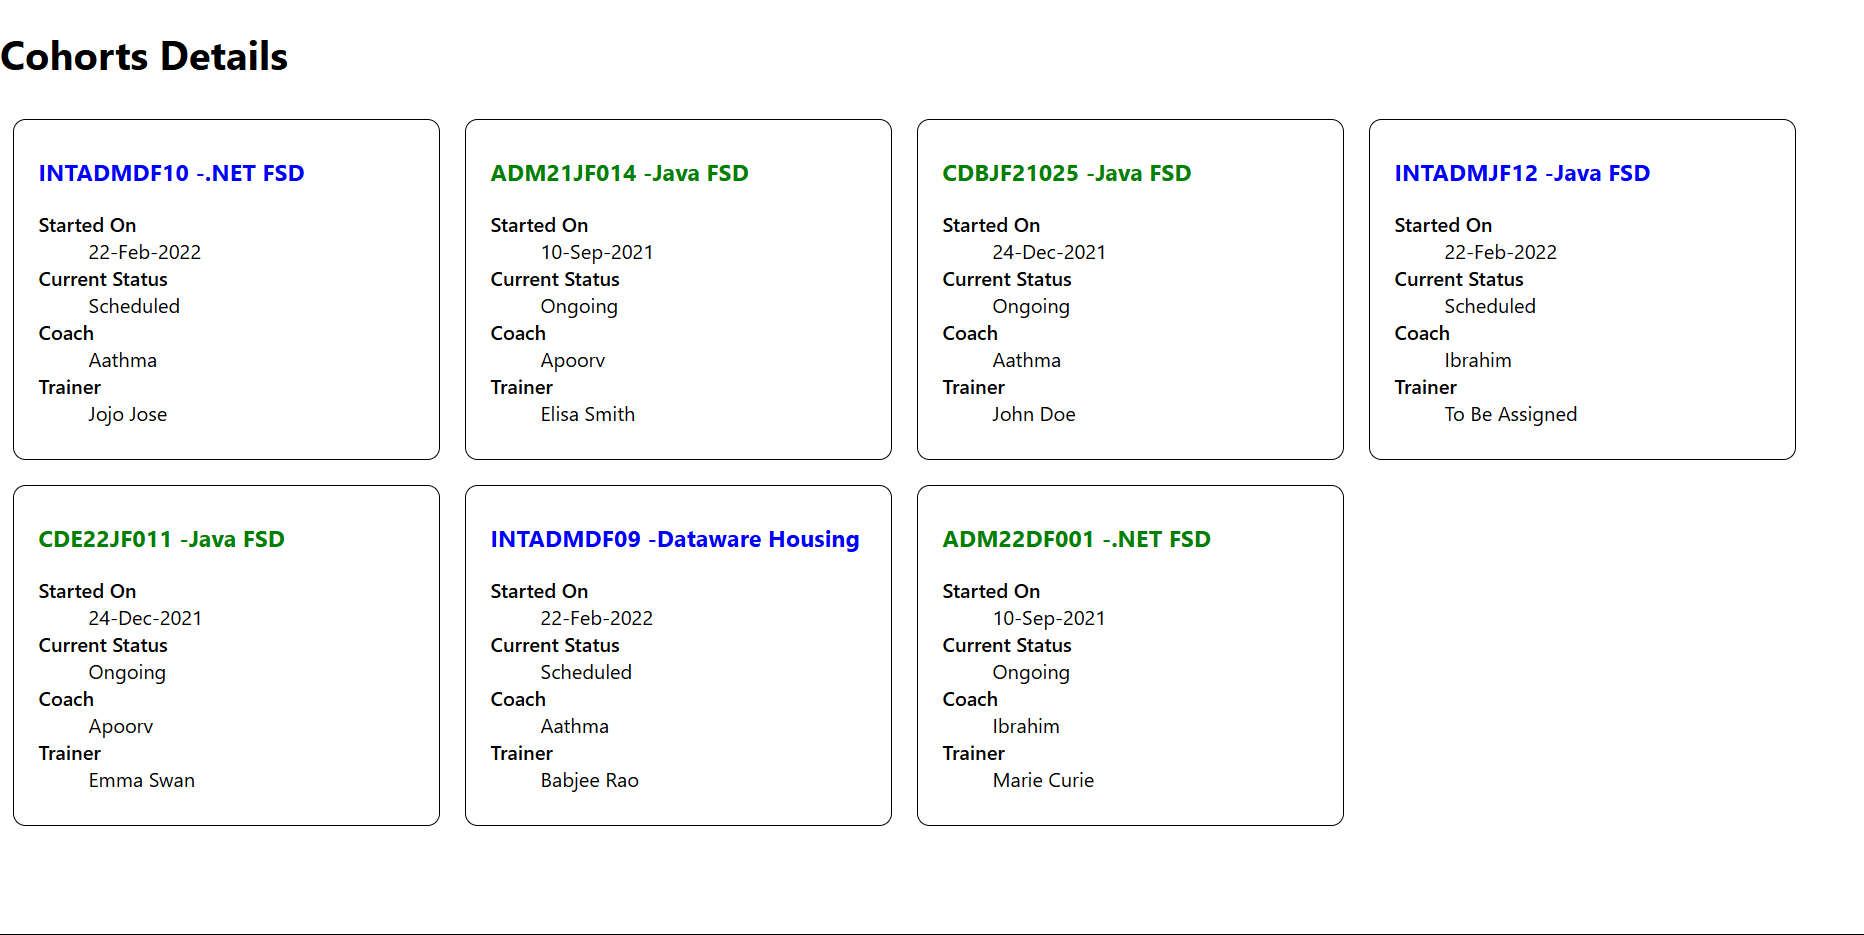 Cohorts Details
INTADMDF10 -.NET FSD
Started On
22-Feb-2022
Current Status
Scheduled
Coach
Aathma
Trainer
Jojo Jose
ADM21JF014 -Java FSD
Started On
10-Sep-2021
Current Status
Ongoing
Coach
Apoorv
Trainer
Elisa Smith
CDBJF21025 -Java FSD
Started On
24-Dec-2021
Current Status
Ongoing
Coach
Aathma
Trainer
John Doe
INTADMJF12 -Java FSD
Started On
22-Feb-2022
Current Status
Scheduled
Coach
Ibrahim
Trainer
To Be Assigned
CDE22JF011 -Java FSD
Started On
24-Dec-2021
Current Status
Ongoing
Coach
Apoorv
Trainer
Emma Swan
INTADMDF09 -Dataware Housing
Started On
22-Feb-2022
Current Status
Scheduled
Coach
Aathma
Trainer
Babjee Rao
ADM22DF001 -.NET FSD
Started On
10-Sep-2021
Current Status
Ongoing
Coach
Ibrahim
Trainer
Marie Curie